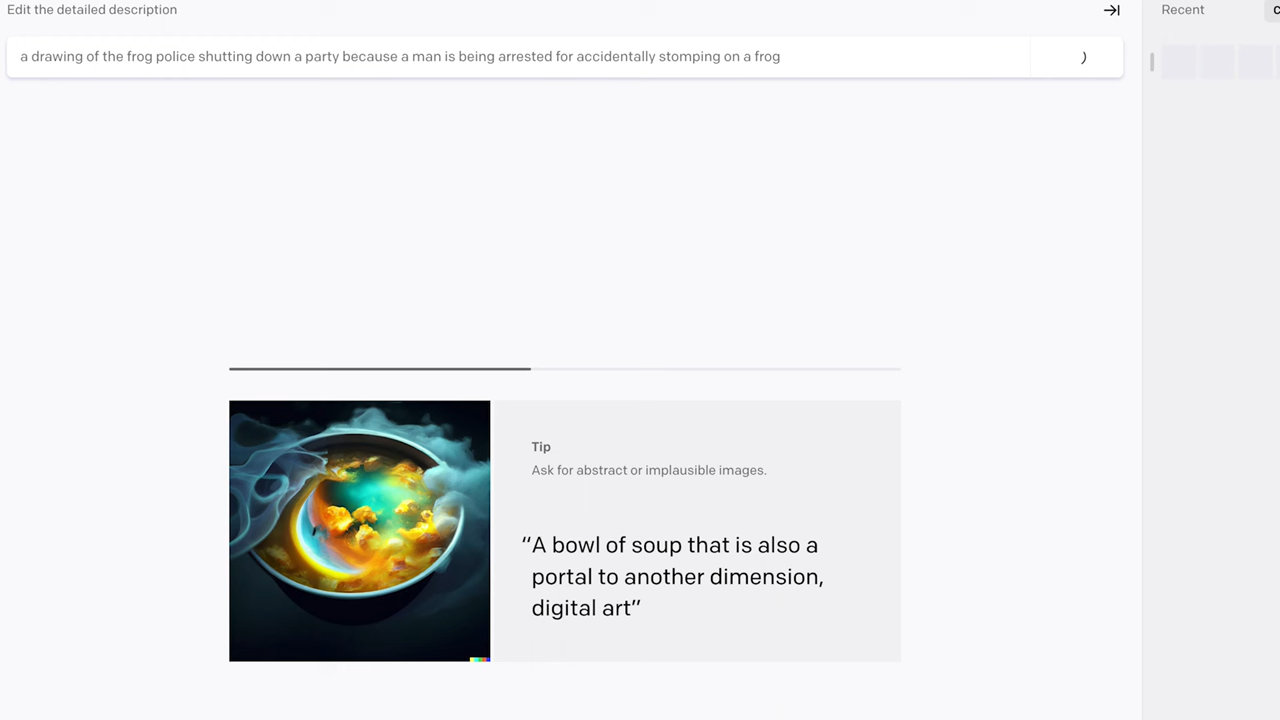 Edit the detailed description
Recent
a drawing of the frog police shutting down a party because a man is being arrested for accidentally stomping on a frog
Tip
Ask for abstract or implausible images.
“A bowl of soup that is also a
portal to another dimension,
digital art”